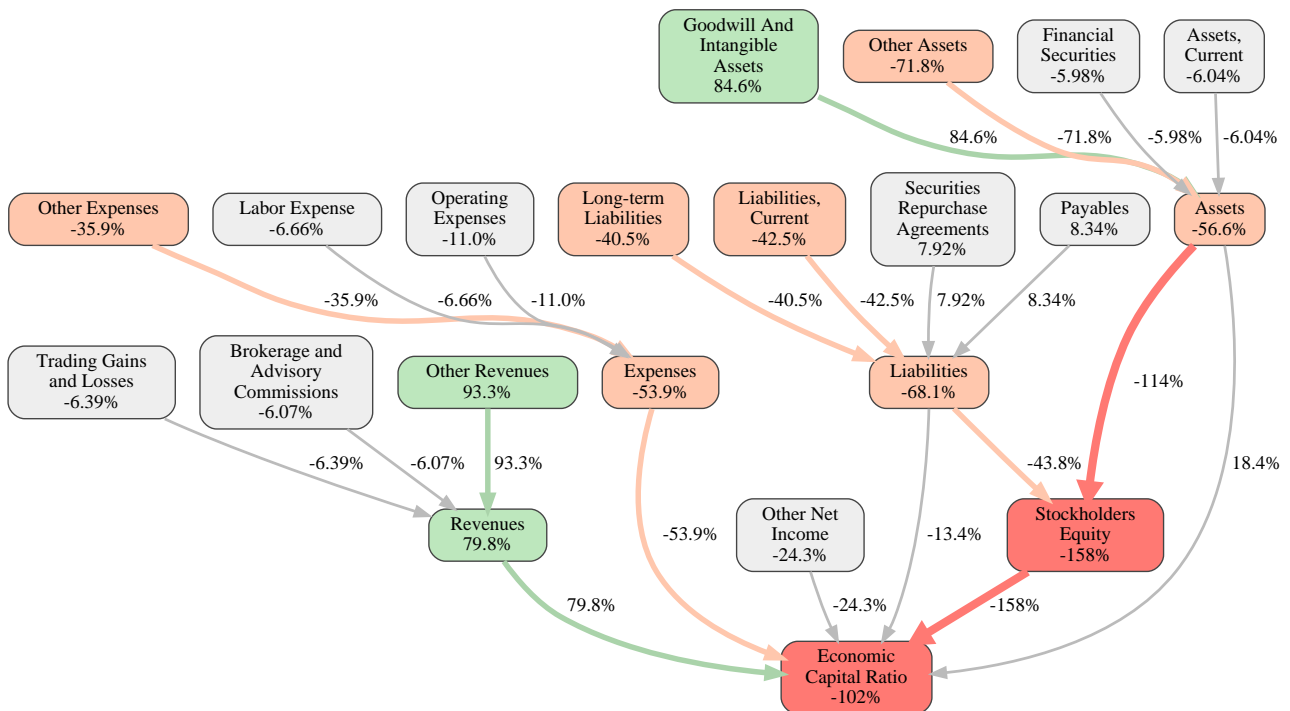 Goodwill And
Intangible
Assets
84.6%
Other Assets
-71.8%
Financial
Securities
-5.98%
Assets,
Current
-6.04%
84.6%
-71.8%
-5.98%
-6.04%
Other Expenses
-35.9%
Labor Expense
-6.66%
Operating
Expenses
-11.0%
Long-term
Liabilities
-40.5%
Liabilities,
Current
-42.5%
Securities
Repurchase
Agreements
7.92%
Payables
8.34%
Assets
-56.6%
-35.9%
-6.66%
-11.0%
-40.5%
-42.5%
7.92%
8.34%
Trading Gains
and Losses
-6.39%
Brokerage and
Advisory
Commissions
-6.07%
Other Revenues
93.3%
Expenses
-53.9%
Liabilities
-68.1%
-114%
-6.39%
-6.07%
93.3%
-43.8%
18.4%
Revenues
79.8%
Other Net
Income
-24.3%
Stockholders
Equity
-158%
-53.9%
-13.4%
79.8%
-24.3%
-158%
Economic
Capital Ratio
-102%